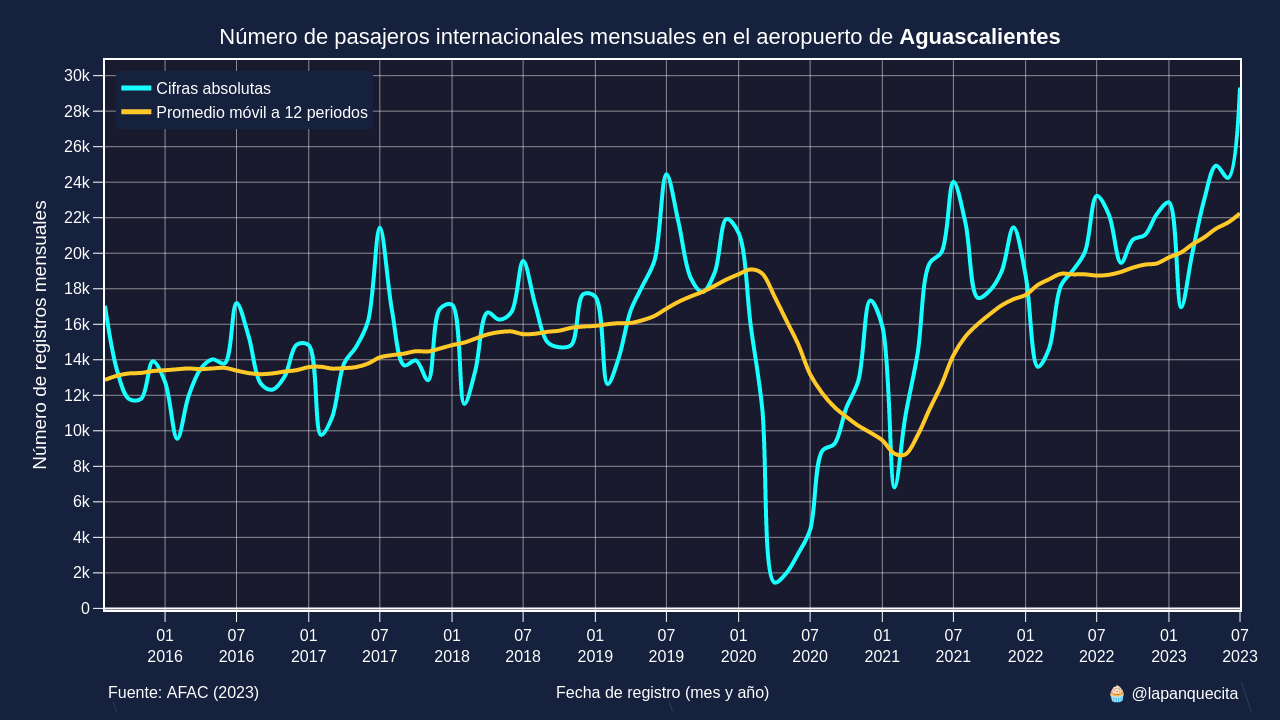 Número de pasajeros internacionales mensuales en el aeropuerto de Aguascalientes
Cifras absolutas
Promedio móvil a 12 periodos
Número de registros mensuales
30k
28k
26k
24k
22k
20k
18k
16k
14k
12k
10k
8k
6k
4k
2k
0
01 07 01 07 01 07 01 07 01 07 01 07 01 07 01 07
2016 2016 2017 2017 2018 2018 2019 2019 2020 2020 2021 2021 2022 2022 2023 2023
Fuente: AFAC (2023) Fecha de registro (mes y año) 🧁 @lapanquecita